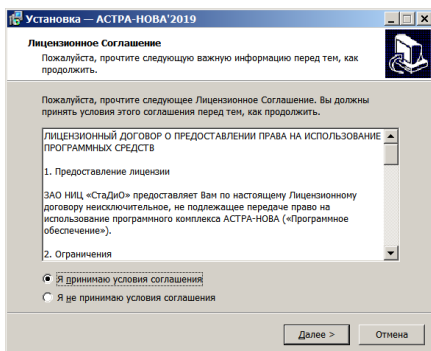 Установка — АСТРА-НОВА'2019
Лицензионное Соглашение
Пожалуйста, прочтите следующую важную информацию перед тем, как
продолжить.
Пожалуйста, прочтите следующее Лицензионное Соглашение. Вы должны
принять условия этого соглашения перед тем, как продолжить.
ЛИЦЕНЗИОННЫЙ ДОГОВОР О ПРЕДОСТАВЛЕНИИ ПРАВА НА ИСПОЛЬЗОВАНИЕ
ПРОГРАММНЫХ СРЕДСТВ
1. Предоставление лицензии
ЗАО НИЦ «СтаДиО» предоставляет Вам по настоящему Лицензионному
договору неисключительное, не подлежащее передаче право на
использование программного комплекса АСТРА-НОВА («Программное
обеспечение»).
2. Ограничения
Я принимаю условия соглашения
Я не принимаю условия соглашения
Далее >
Отмена